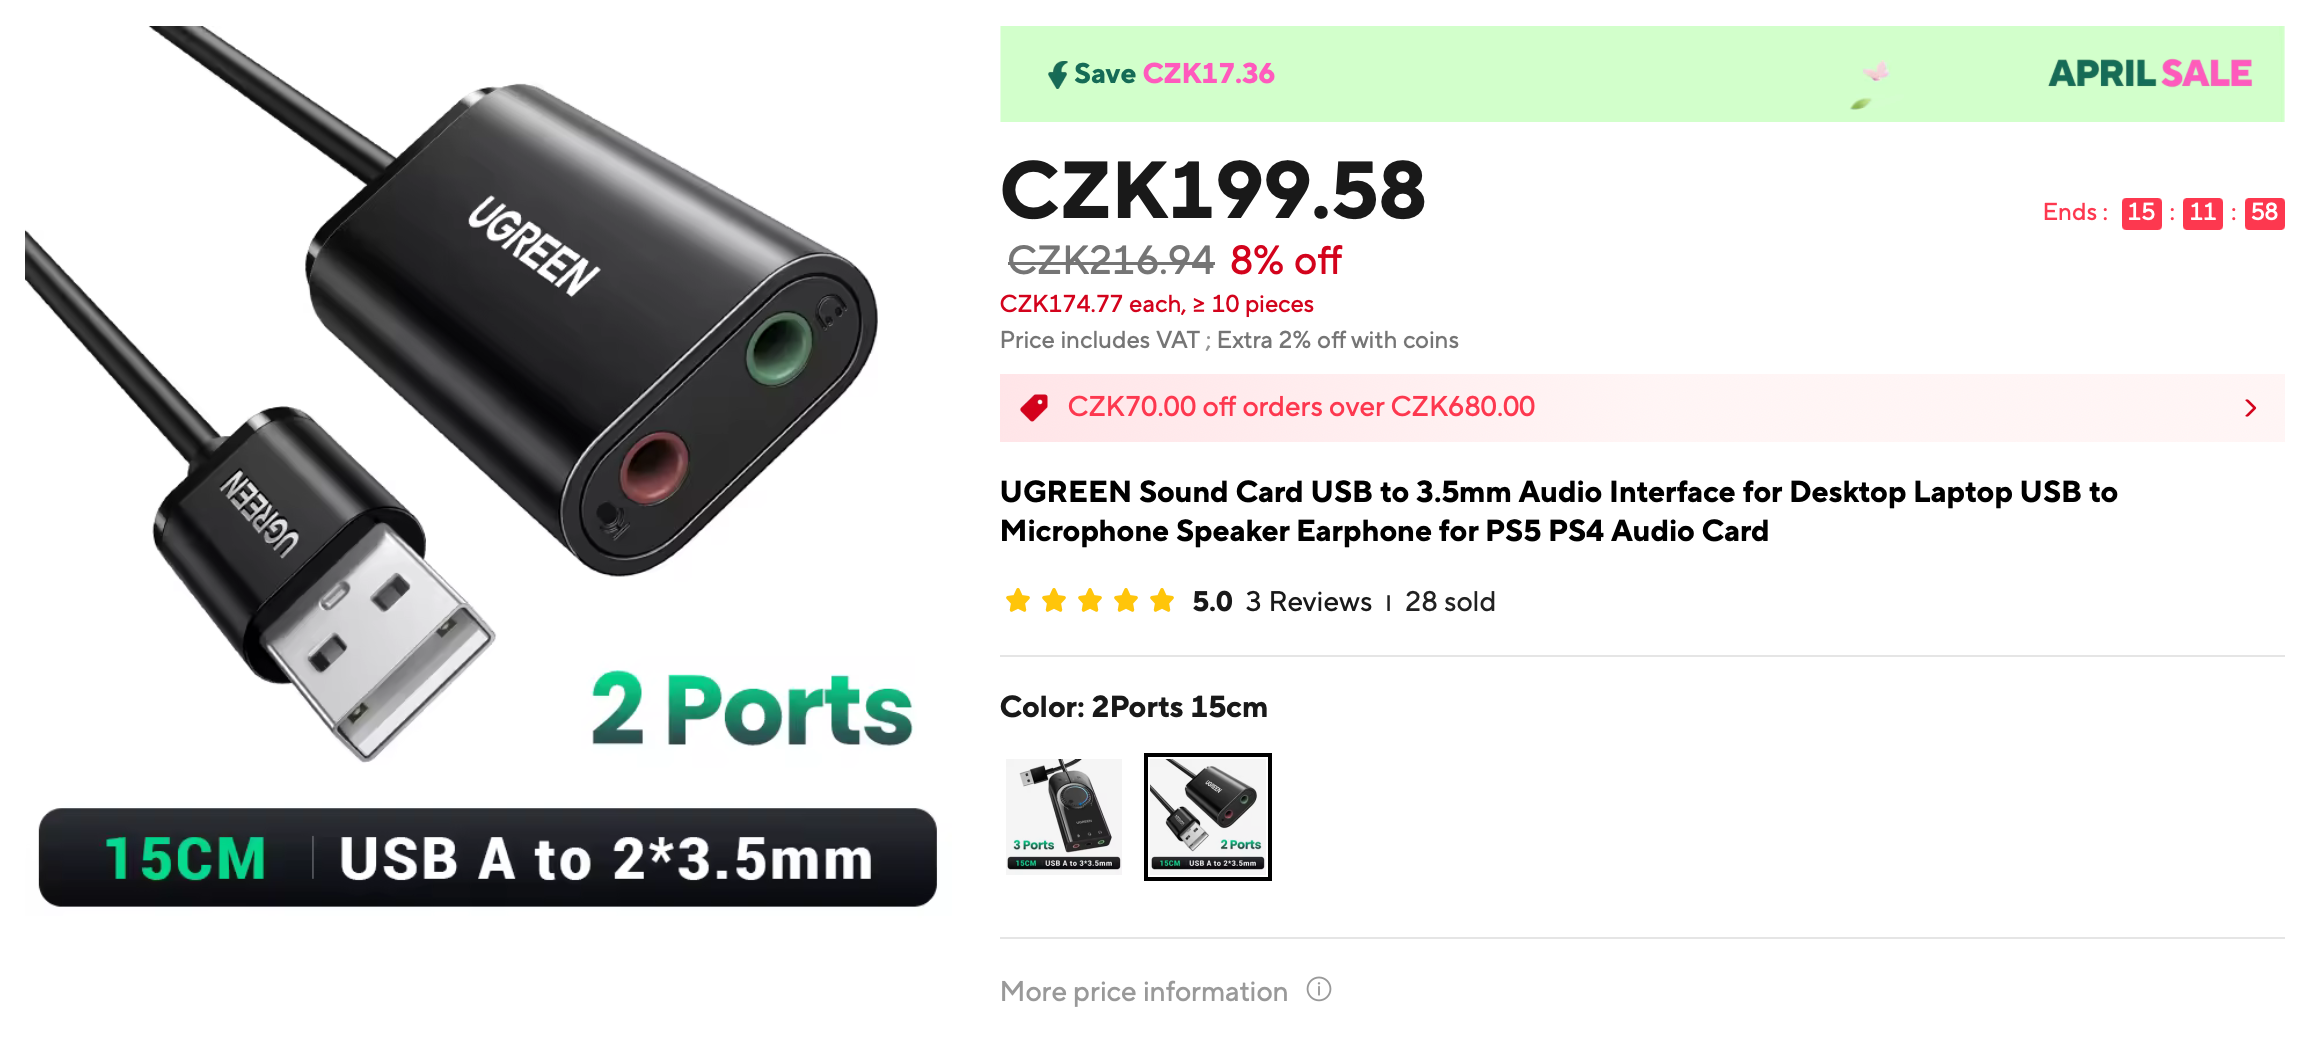 UGREEN
UGREEN
2 Ports
15CM | USB A to 2*3.5mm
Save CZK17.36
APRIL SALE
CZK199.58
Ends : 15 : 11 : 58
CZK216.94 8% off
CZK174.77 each, ≥ 10 pieces
Price includes VAT ; Extra 2% off with coins
CZK70.00 off orders over CZK680.00
UGREEN Sound Card USB to 3.5mm Audio Interface for Desktop Laptop USB to
Microphone Speaker Earphone for PS5 PS4 Audio Card
5.0 3 Reviews | 28 sold
Color: 2Ports 15cm
3 Ports
15CM | USB A to 3*3.5mm
UGREEN
2 Ports
15CM | USB A to 2*3.5mm
More price information